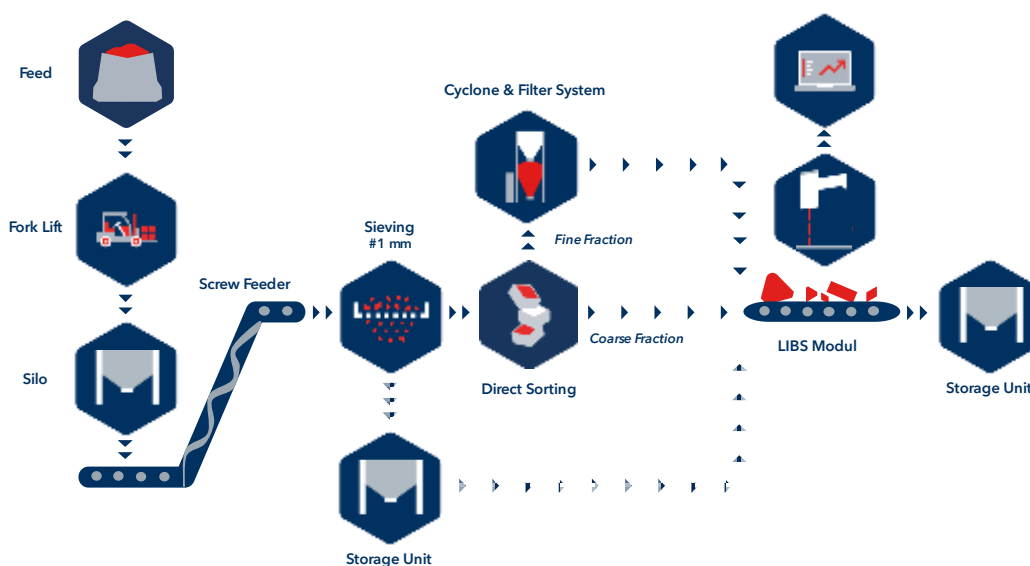 Feed
Cyclone & Filter System
Fork Lift
Sieving
#1 mm
Fine Fraction
Screw Feeder
Coarse Fraction
LIBS Modul
Silo
Direct Sorting
Storage Unit
Storage Unit